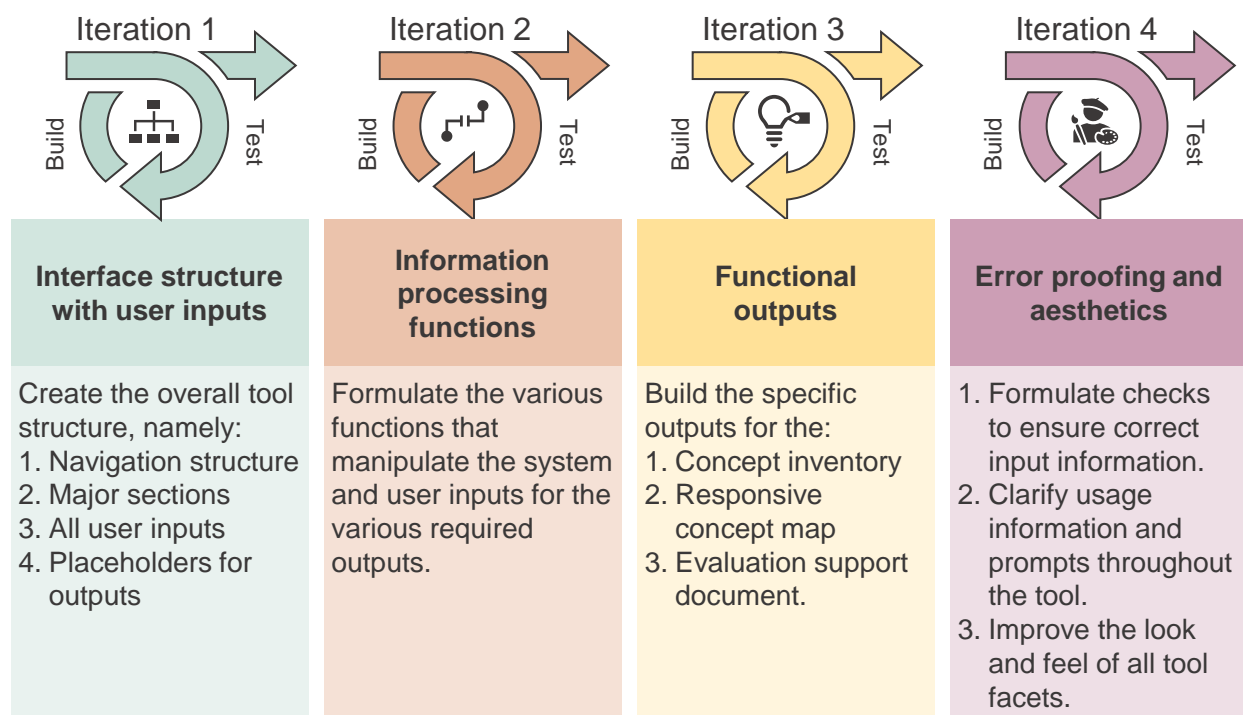 Iteration 1
Build
Test
Interface structure
with user inputs
Create the overall tool
structure, namely:
1. Navigation structure
2. Major sections
3. All user inputs
4. Placeholders for
outputs
Iteration 2
Build
Test
Information
processing
functions
Formulate the various
functions that
manipulate the system
and user inputs for the
various required
outputs.
Iteration 3
Build
Test
Functional
outputs
Build the specific
outputs for the:
1. Concept inventory
2. Responsive
concept map
3. Evaluation support
document.
Iteration 4
Build
Test
Error proofing and
aesthetics
1. Formulate checks
to ensure correct
input information.
2. Clarify usage
information and
prompts throughout
the tool.
3. Improve the look
and feel of all tool
facets.